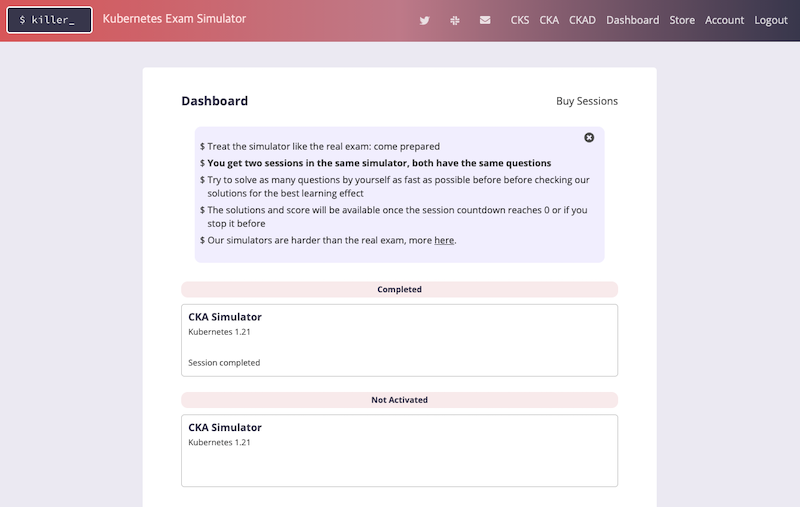 $ killer_ Kubernetes Exam Simulator CKS CKA CKAD Dashboard Store Account Logout
Dashboard Buy Sessions
$ Treat the simulator like the real exam: come prepared
$ You get two sessions in the same simulator, both have the same questions
$ Try to solve as many questions by yourself as fast as possible before before checking our
solutions for the best learning effect
$ The solutions and score will be available once the session countdown reaches 0 or if you
stop it before
$ Our simulators are harder than the real exam, more here.
Completed
CKA Simulator
Kubernetes 1.21
Session completed
Not Activated
CKA Simulator
Kubernetes 1.21